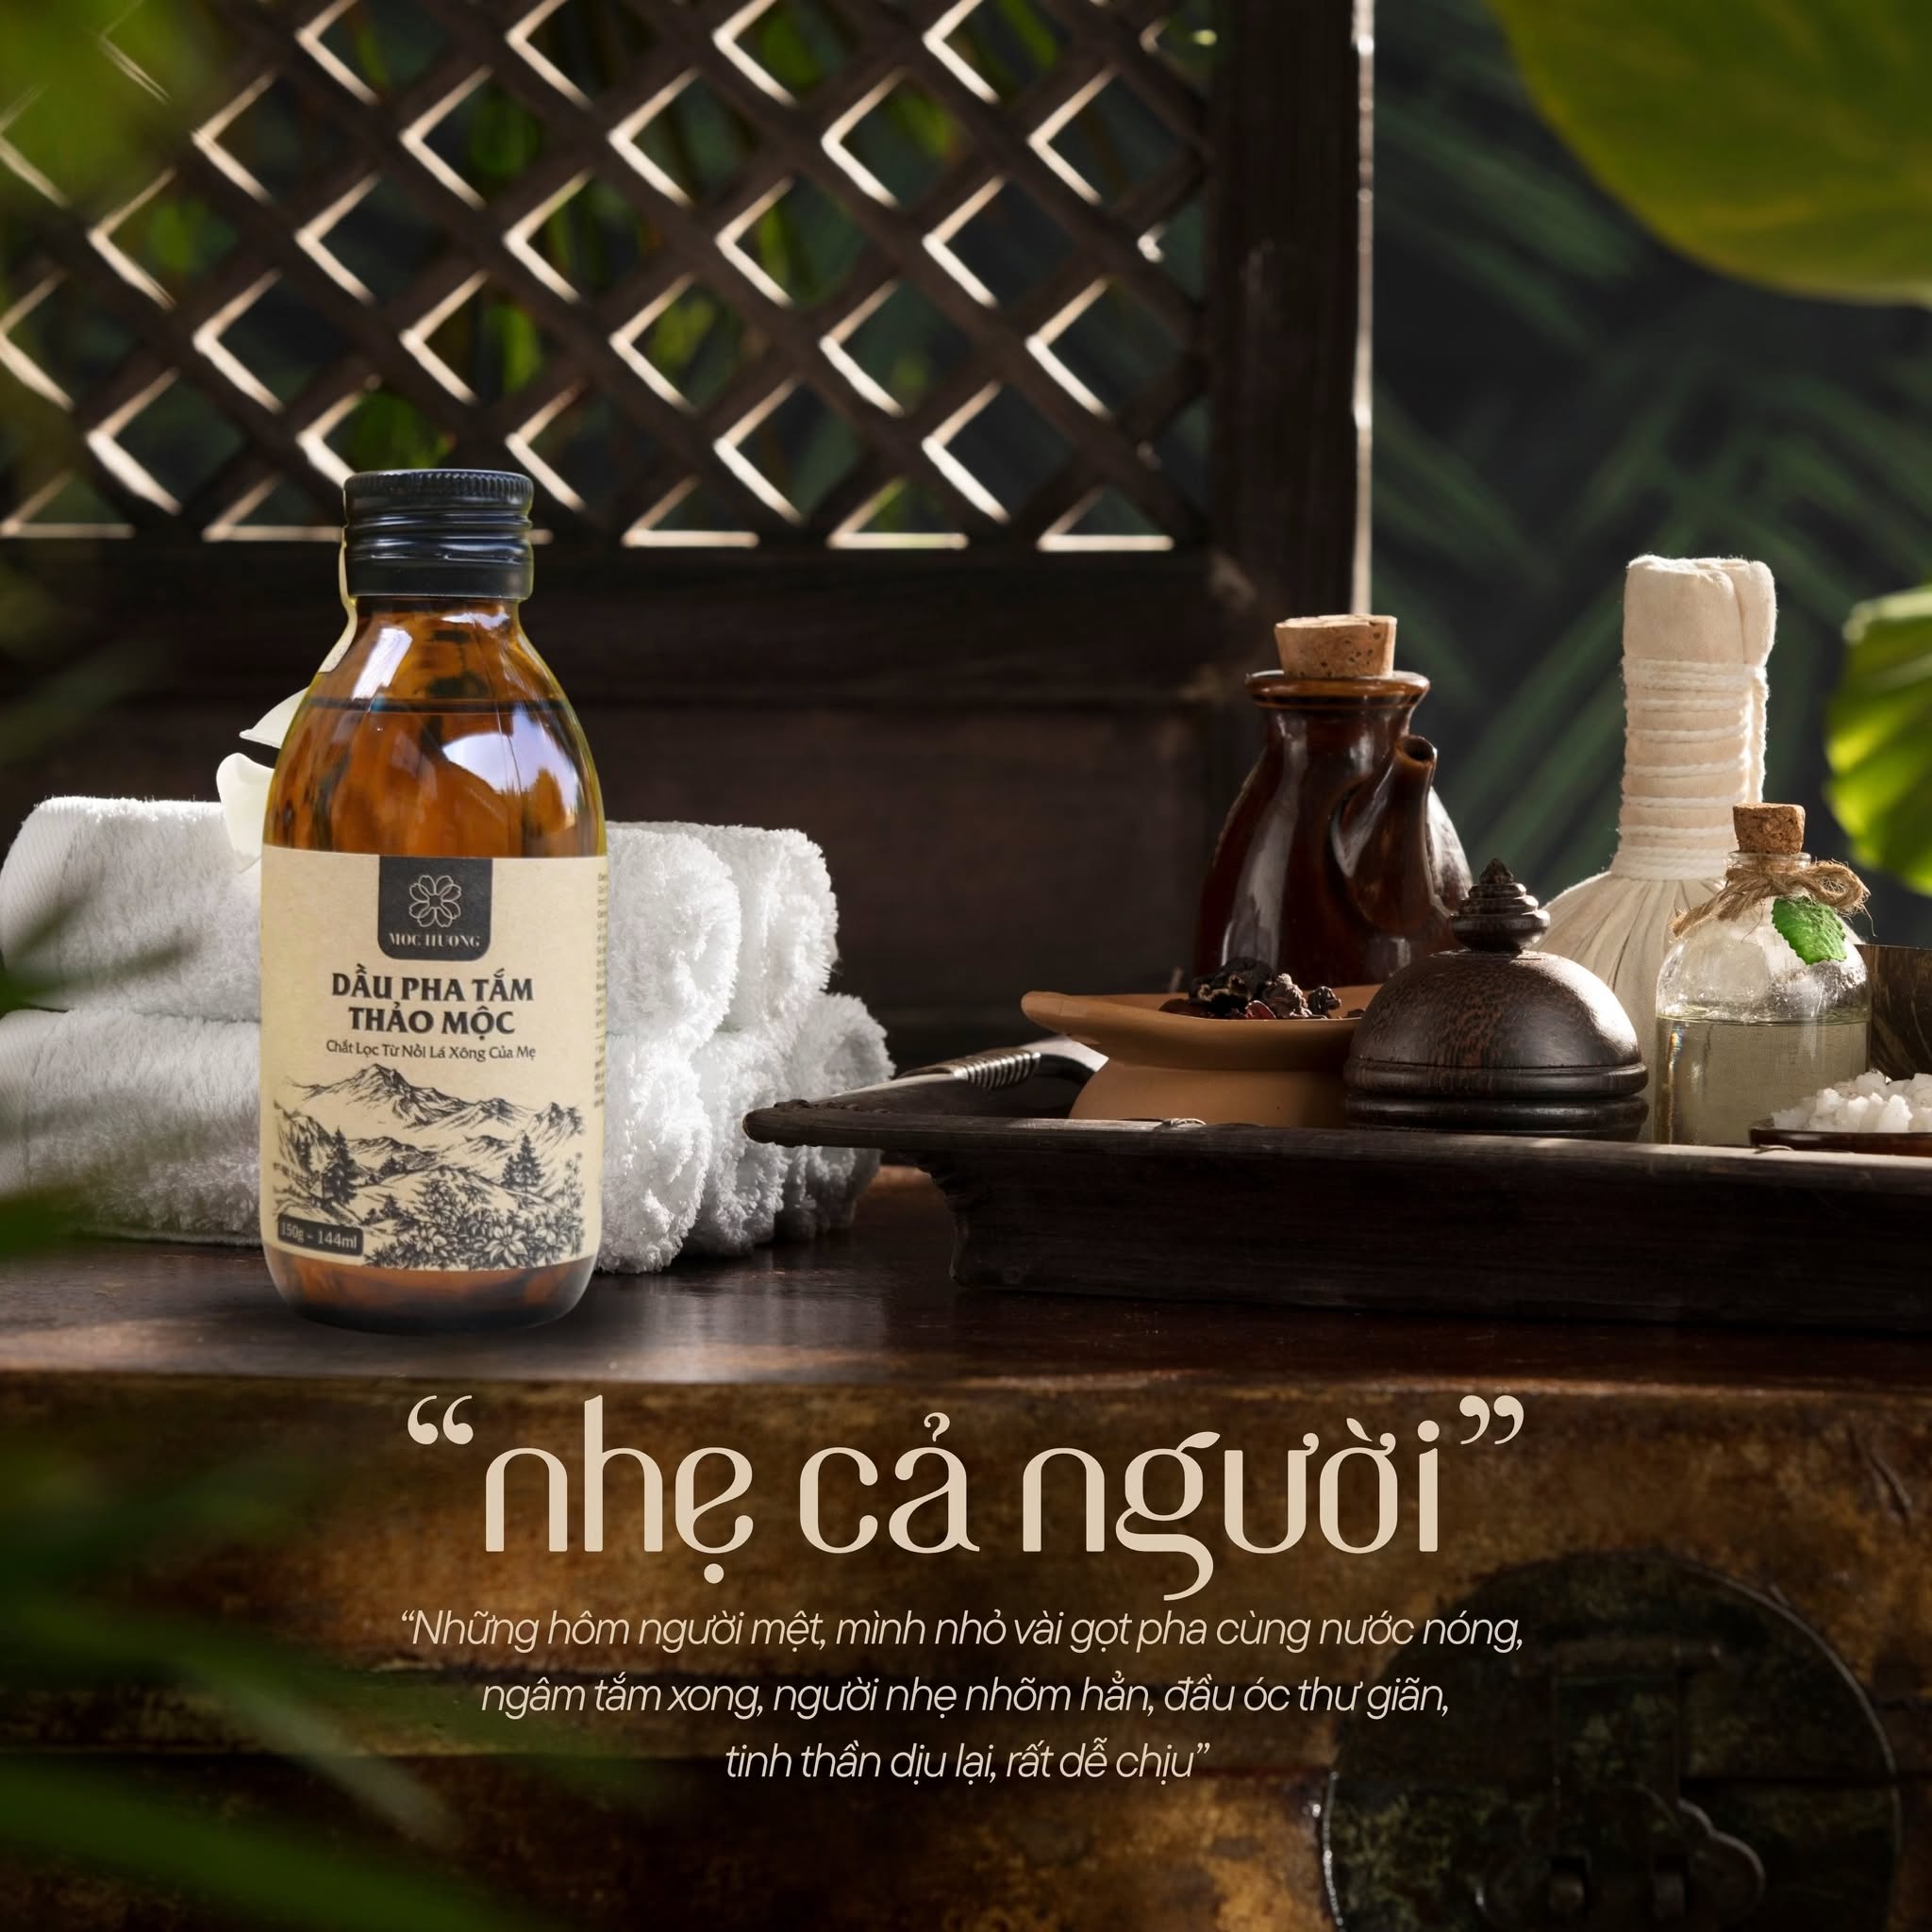 MỘC HƯƠNG
DẦU PHA TẮM
THẢO MỘC
Chắt Lọc Từ Nồi Lá Xông Của Mẹ
150g - 144ml
“nhẹ cả người”
“Những hôm người mệt, mình nhỏ vài gọt pha cùng nước nóng,
ngâm tắm xong, người nhẹ nhõm hẳn, đầu óc thư giãn,
tinh thần dịu lại, rất dễ chịu”